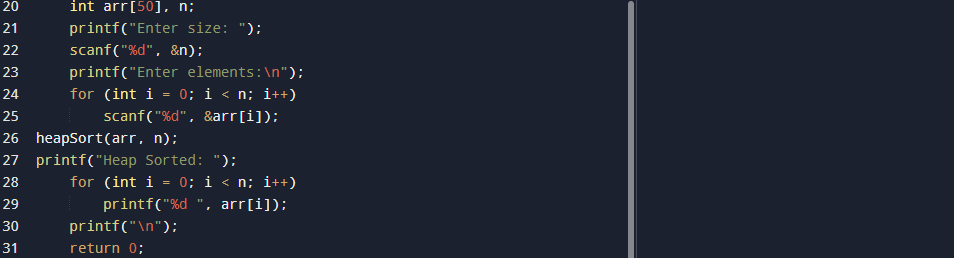 20 int arr[50], n;
21 printf("Enter size: ");
22 scanf("%d", &n);
23 printf("Enter elements:\n");
24 for (int i = 0; i < n; i++)
25 scanf("%d", &arr[i]);
26 heapSort(arr, n);
27 printf("Heap Sorted: ");
28 for (int i = 0; i < n; i++)
29 printf("%d ", arr[i]);
30 printf("\n");
31 return 0;